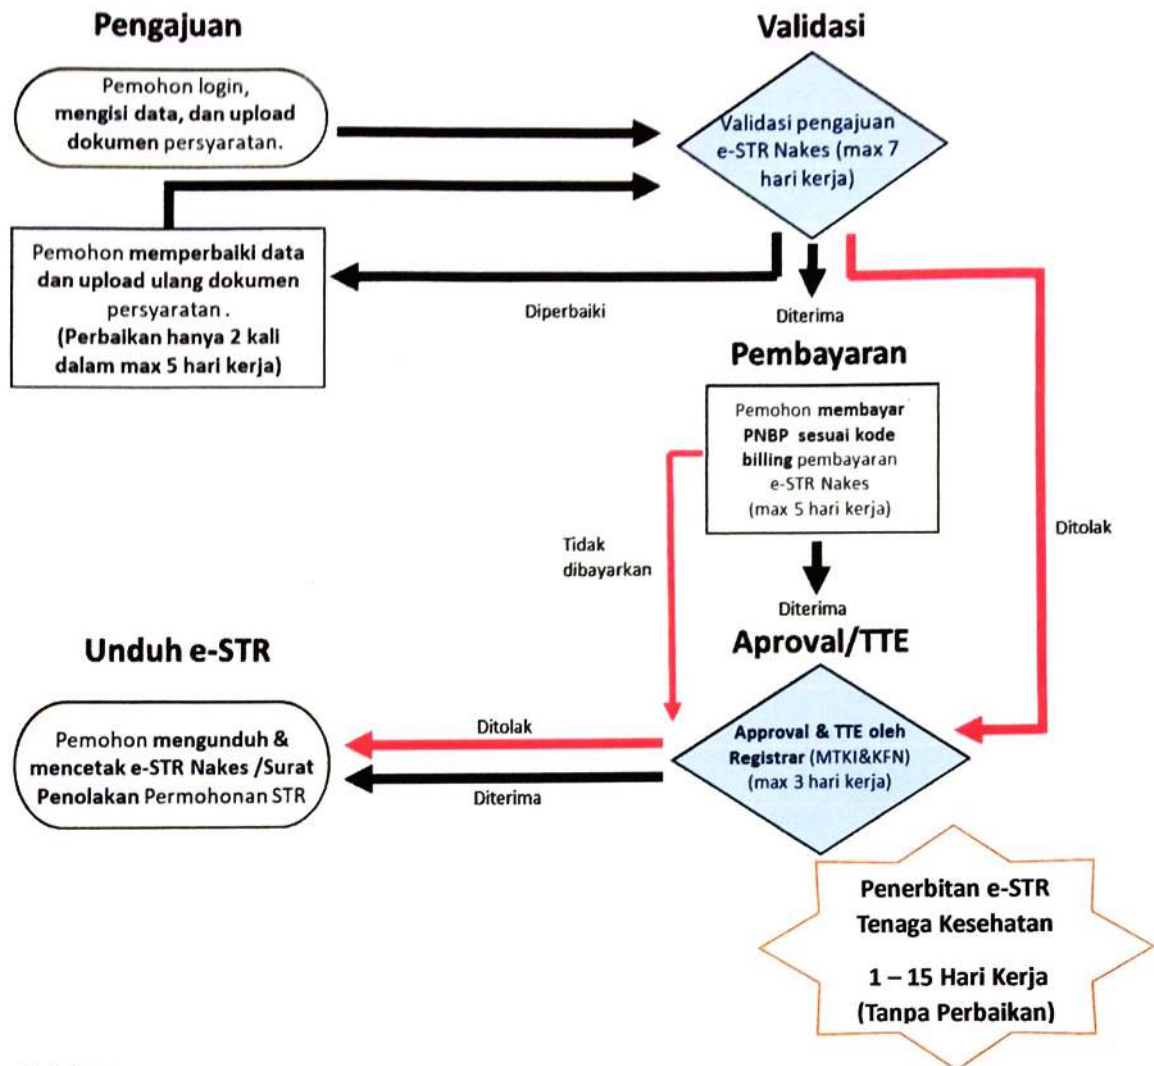 Pengajuan
Pemohon login,
mengisi data, dan upload
dokumen persyaratan.
Validasi
Validasi pengajuan
e-STR Nakes (max 7
hari kerja)
Pemohon memperbaiki data
dan upload ulang dokumen
persyaratan .
(Perbaikan hanya 2 kali
dalam max 5 hari kerja)
Diperbaiki
Diterima
Pembayaran
Pemohon membayar
PNBP sesuai kode
billing pembayaran
e-STR Nakes
(max 5 hari kerja)
Ditolak
Tidak
dibayarkan
Diterima
Aproval/TTE
Approval & TTE oleh
Registrar (MTKI&KFN)
(max 3 hari kerja)
Unduh e-STR
Ditolak
Diterima
Pemohon mengunduh &
mencetak e-STR Nakes /Surat
Penolakan Permohonan STR
Penerbitan e-STR
Tenaga Kesehatan
1 – 15 Hari Kerja
(Tanpa Perbaikan)